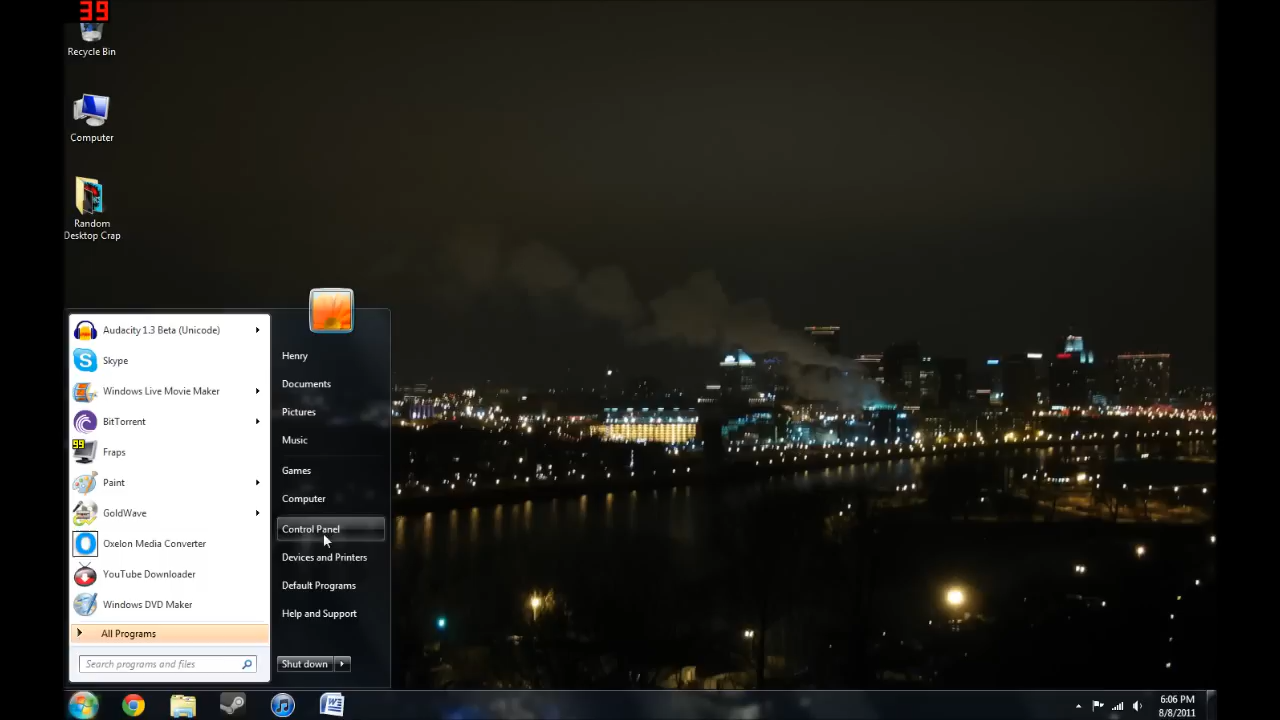 39
Recycle Bin
Computer
Random
Desktop Crap
Audacity 1.3 Beta (Unicode)
Skype
Windows Live Movie Maker
BitTorrent
99
Fraps
Paint
GoldWave
Oxelon Media Converter
YouTube Downloader
Windows DVD Maker
All Programs
Search programs and files
Henry
Documents
Pictures
Music
Games
Computer
Control Panel
Devices and Printers
Default Programs
Help and Support
Shut down
6:06 PM
8/8/2011